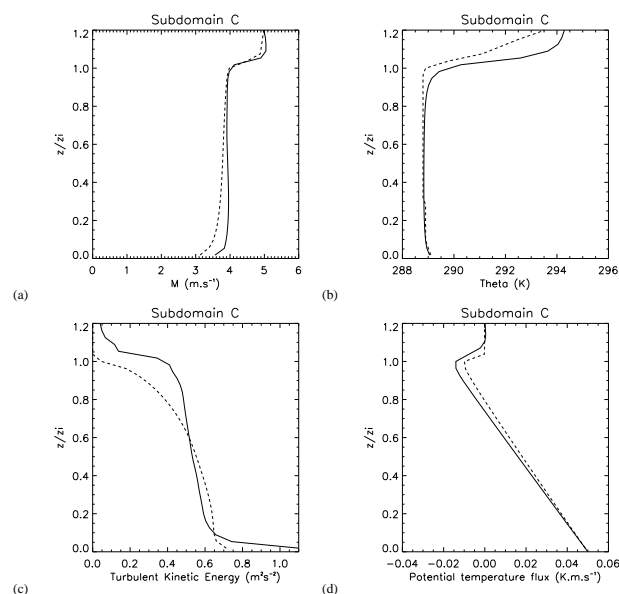 Subdomain C
1.2
1.0
0.8
0.6
0.4
0.2
0.0
z/zi
0 1 2 3 4 5 6
M (m.s⁻¹)
(a)
Subdomain C
1.2
1.0
0.8
0.6
0.4
0.2
0.0
z/zi
288 290 292 294 296
Theta (K)
(b)
Subdomain C
1.2
1.0
0.8
0.6
0.4
0.2
0.0
z/zi
0.0 0.2 0.4 0.6 0.8 1.0
Turbulent Kinetic Energy (m²s⁻²)
(c)
Subdomain C
1.2
1.0
0.8
0.6
0.4
0.2
0.0
z/zi
−0.04 −0.02 0.00 0.02 0.04 0.06
Potential temperature flux (K.m.s⁻¹)
(d)